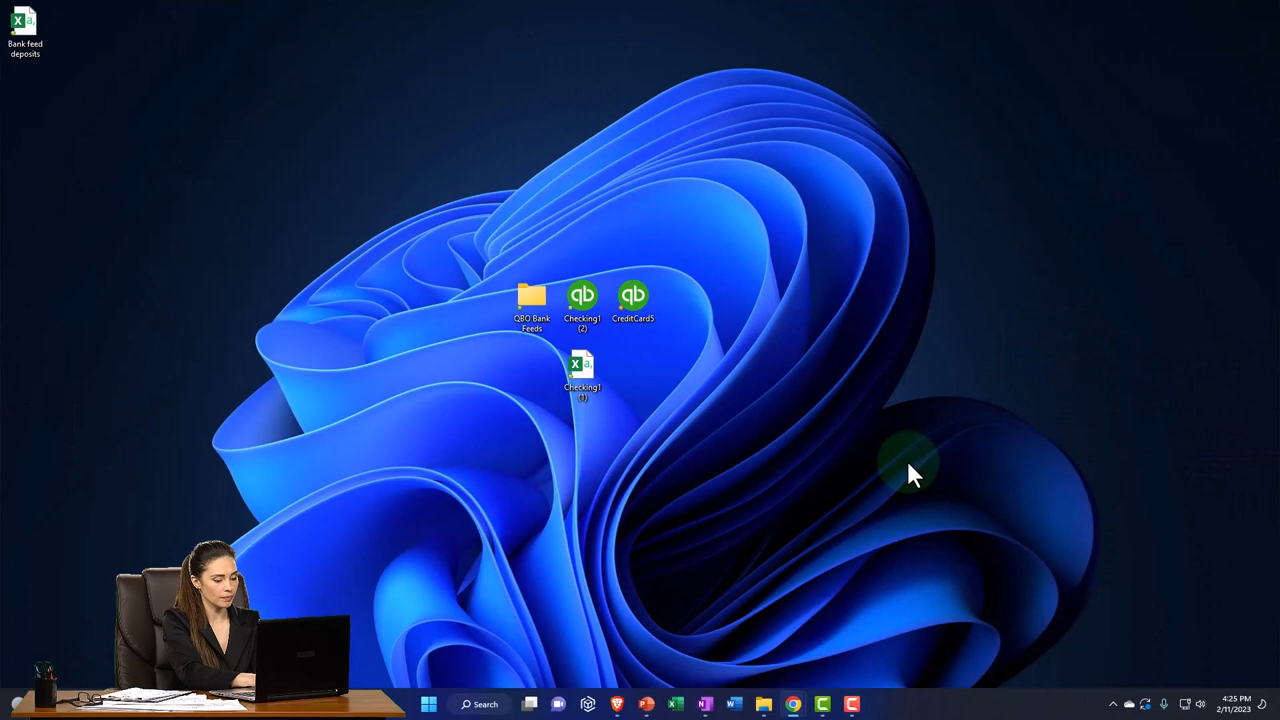 Bank feed
deposits
QBO Bank
Feeds
Checking1
(2)
CreditCard5
Checking1
(1)
Search
4:25 PM
2/11/2023